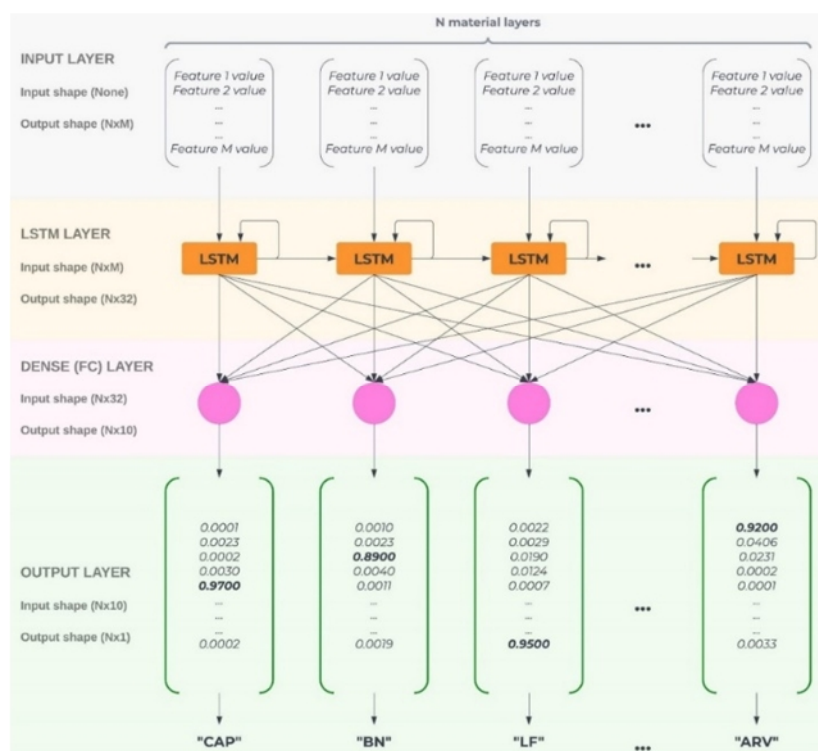 N material layers
INPUT LAYER
Input shape (None)
Output shape (NxM)
Feature 1 value
Feature 2 value
...
...
...
Feature M value
Feature 1 value
Feature 2 value
...
...
...
Feature M value
Feature 1 value
Feature 2 value
...
...
...
Feature M value
...
Feature 1 value
Feature 2 value
...
...
...
Feature M value
LSTM LAYER
Input shape (NxM)
Output shape (Nx32)
LSTM
LSTM
LSTM
...
LSTM
DENSE (FC) LAYER
Input shape (Nx32)
Output shape (Nx10)
...
OUTPUT LAYER
Input shape (Nx10)
Output shape (Nx1)
0.0001
0.0023
0.0002
0.0030
0.9700
...
...
0.0002
0.0010
0.0023
0.8900
0.0040
0.0011
...
...
0.0019
0.0022
0.0029
0.0190
0.0124
0.0007
...
...
0.9500
...
0.9200
0.0406
0.0231
0.0002
0.0001
...
...
0.0033
"CAP"
"BN"
"LF"
...
"ARV"